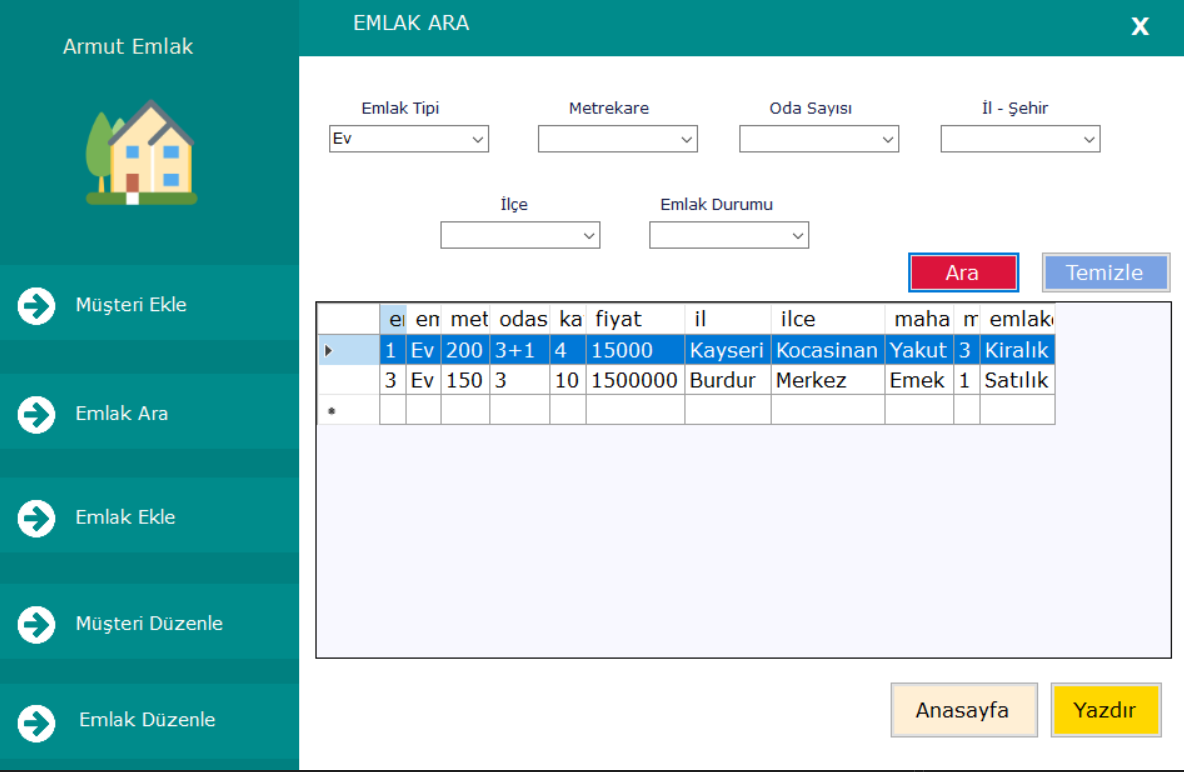 Armut Emlak
EMLAK ARA
X
Emlak Tipi Metrekare Oda Sayısı İl - Şehir
Ev
İlçe Emlak Durumu
Ara Temizle
Müşteri Ekle
Emlak Ara
Emlak Ekle
Müşteri Düzenle
Emlak Düzenle
em met odas ka fiyat il ilce maha m emlak
1 Ev 200 3+1 4 15000 Kayseri Kocasinan Yakut 3 Kiralık
3 Ev 150 3 10 1500000 Burdur Merkez Emek 1 Satılık
Anasayfa Yazdır